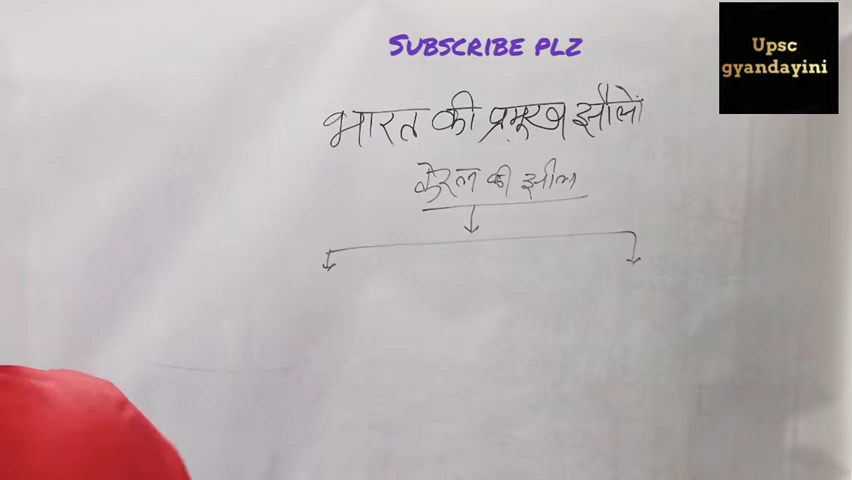 SUBSCRIBE PLZ
Upsc
gyandayini
भारत की प्रमूख झीलों
केरल की झील